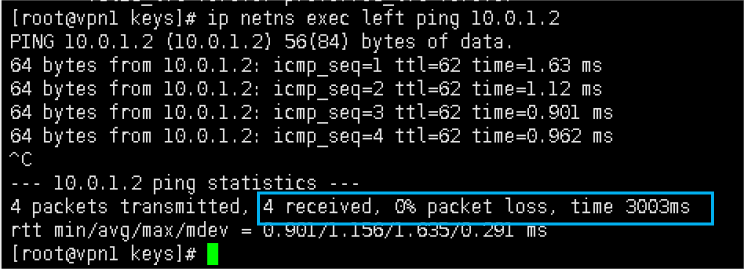 [root@vpn1 keys]# ip netns exec left ping 10.0.1.2
PING 10.0.1.2 (10.0.1.2) 56(84) bytes of data.
64 bytes from 10.0.1.2: icmp_seq=1 ttl=62 time=1.63 ms
64 bytes from 10.0.1.2: icmp_seq=2 ttl=62 time=1.12 ms
64 bytes from 10.0.1.2: icmp_seq=3 ttl=62 time=0.901 ms
64 bytes from 10.0.1.2: icmp_seq=4 ttl=62 time=0.962 ms
^C
--- 10.0.1.2 ping statistics ---
4 packets transmitted, 4 received, 0% packet loss, time 3003ms
rtt min/avg/max/mdev = 0.901/1.156/1.635/0.291 ms
[root@vpn1 keys]#